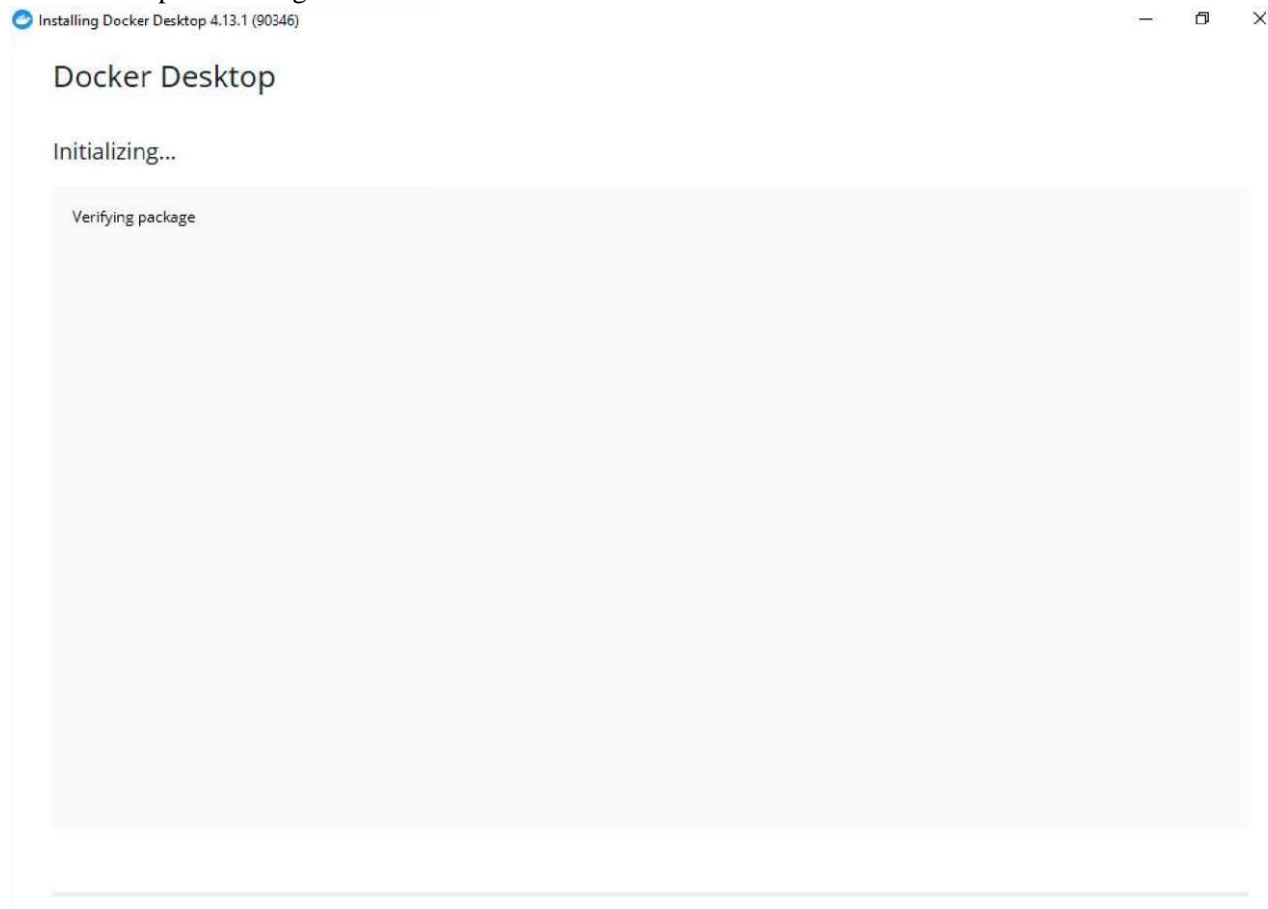 Installing Docker Desktop 4.13.1 (90346)
Docker Desktop
Initializing...
Verifying package